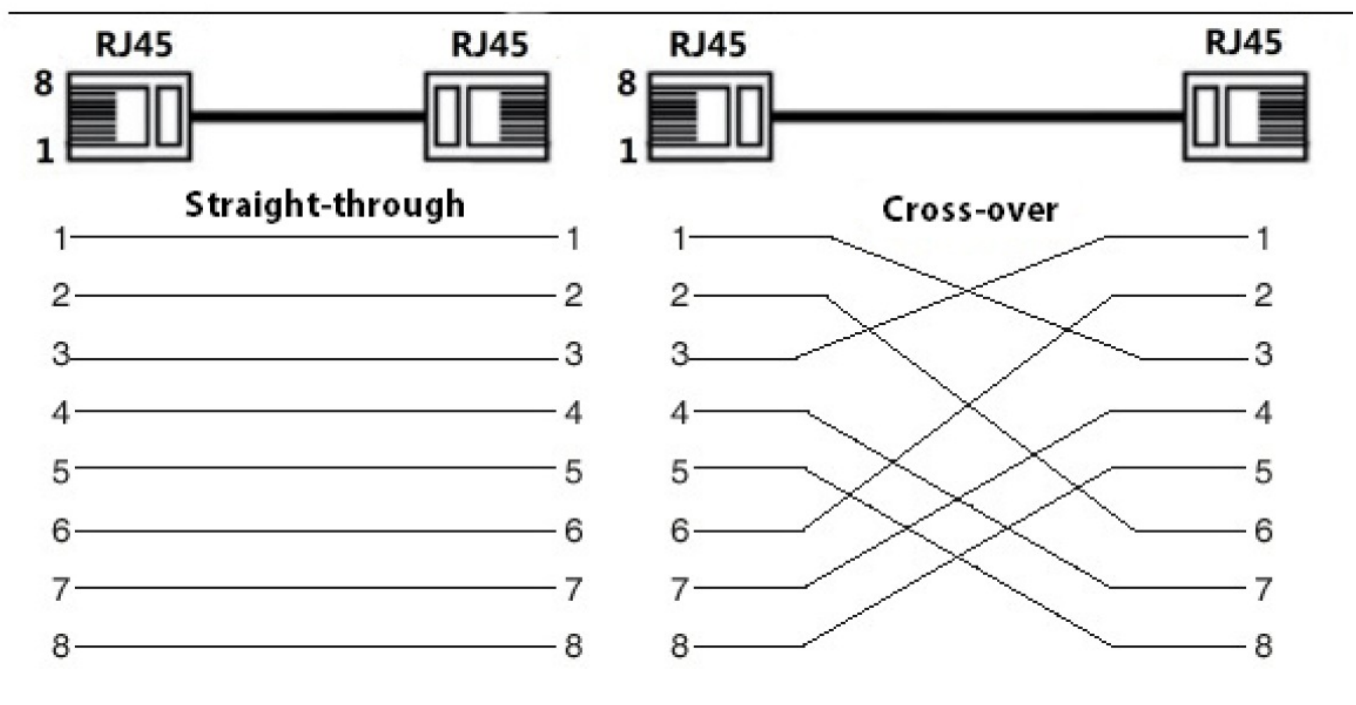 RJ45 RJ45 RJ45 RJ45
8 8
1 1
Straight-through Cross-over
1 1 1 1
2 2 2 2
3 3 3 3
4 4 4 4
5 5 5 5
6 6 6 6
7 7 7 7
8 8 8 8